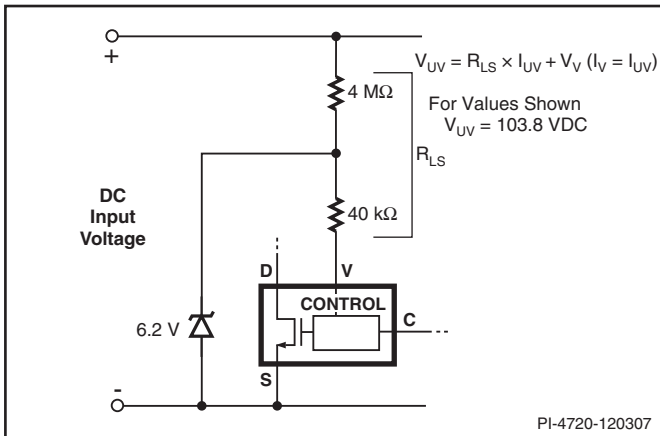 +
V_UV = R_LS × I_UV + V_V (I_V = I_UV)
4 MΩ
For Values Shown
V_UV = 103.8 VDC
R_LS
DC
Input
Voltage
40 kΩ
D
V
CONTROL
C
6.2 V
S
-
PI-4720-120307